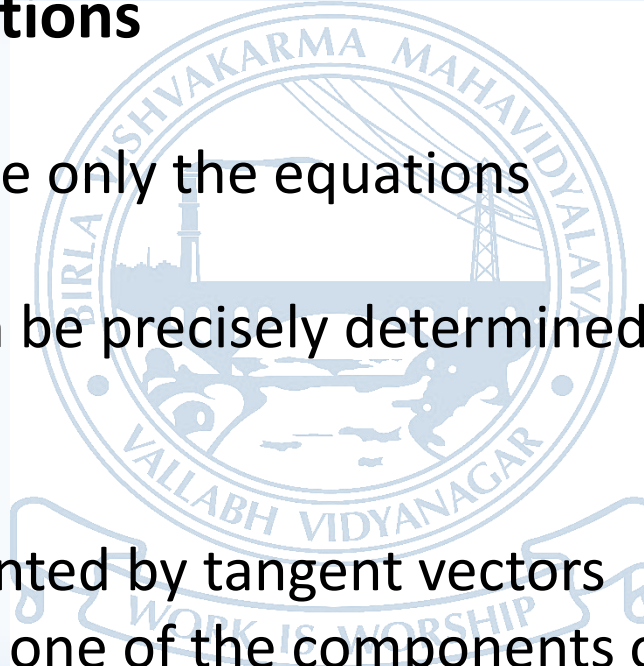 tions
BIRLA VISHVAKARMA MAHAVIDYALAYA
e only the equations
be precisely determined
VALLABH VIDYANAGAR
nted by tangent vectors
WORK IS WORSHIP
one of the components